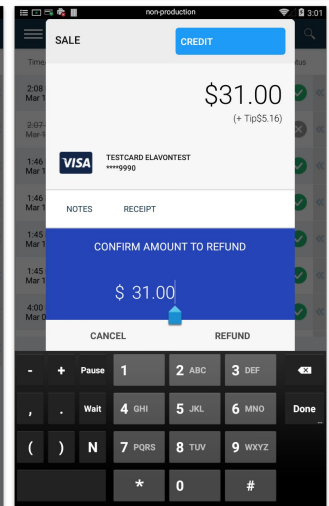 non-production 3:01
SALE CREDIT
Time
$31.00
(+ Tip$5.16)
2:08
Mar 1
2:07
Mar 1
1:46
Mar 1
VISA TESTCARD ELAVONTEST
****9990
1:46
Mar 1
NOTES RECEIPT
1:45
Mar 1
CONFIRM AMOUNT TO REFUND
1:45
Mar 1
$ 31.00
4:00
Mar 0
CANCEL REFUND
- + Pause 1 2 ABC 3 DEF
, . Wait 4 GHI 5 JKL 6 MNO Done
( ) N 7 PQRS 8 TUV 9 WXYZ
* 0 #